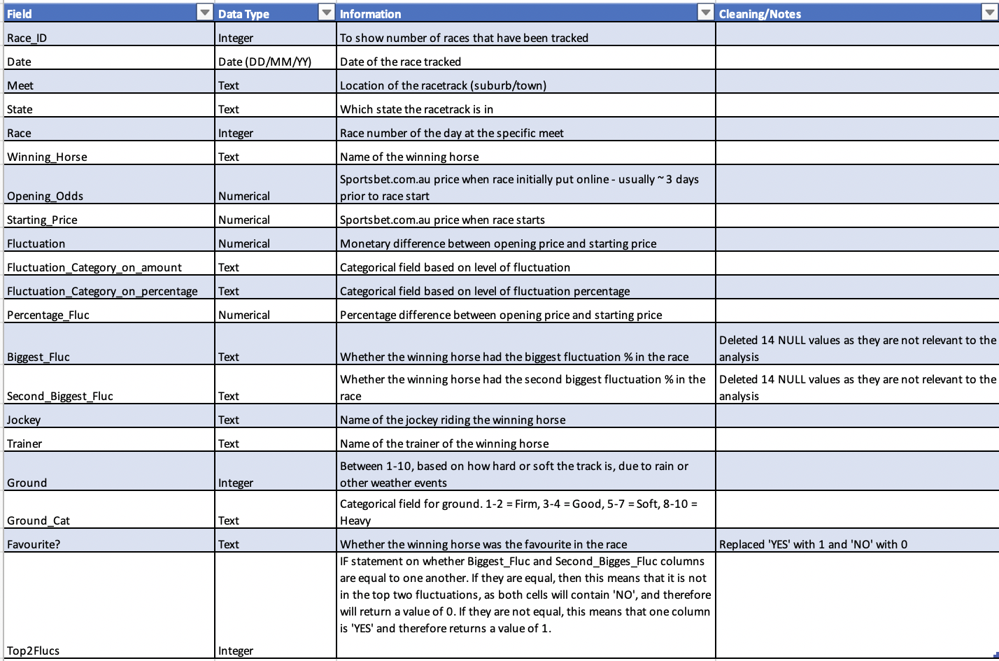 Field Data Type Information Cleaning/Notes
Race_ID Integer To show number of races that have been tracked
Date Date (DD/MM/YY) Date of the race tracked
Meet Text Location of the racetrack (suburb/town)
State Text Which state the racetrack is in
Race Integer Race number of the day at the specific meet
Winning_Horse Text Name of the winning horse
Sportsbet.com.au price when race initially put online - usually ~ 3 days
Opening_Odds Numerical prior to race start
Starting_Price Numerical Sportsbet.com.au price when race starts
Fluctuation Numerical Monetary difference between opening price and starting price
Fluctuation_Category_on_amount Text Categorical field based on level of fluctuation
Fluctuation_Category_on_percentage Text Categorical field based on level of fluctuation percentage
Percentage_Fluc Numerical Percentage difference between opening price and starting price
Deleted 14 NULL values as they are not relevant to the
Biggest_Fluc Text Whether the winning horse had the biggest fluctuation % in the race analysis
Whether the winning horse had the second biggest fluctuation % in the Deleted 14 NULL values as they are not relevant to the
Second_Biggest_Fluc Text race analysis
Jockey Text Name of the jockey riding the winning horse
Trainer Text Name of the trainer of the winning horse
Between 1-10, based on how hard or soft the track is, due to rain or
Ground Integer other weather events
Categorical field for ground. 1-2 = Firm, 3-4 = Good, 5-7 = Soft, 8-10 =
Ground_Cat Text Heavy
Favourite? Text Whether the winning horse was the favourite in the race Replaced 'YES' with 1 and 'NO' with 0
IF statement on whether Biggest_Fluc and Second_Bigges_Fluc columns
are equal to one another. If they are equal, then this means that it is not
in the top two fluctuations, as both cells will contain 'NO', and therefore
will return a value of 0. If they are not equal, this means that one column
is 'YES' and therefore returns a value of 1.
Top2Flucs Integer